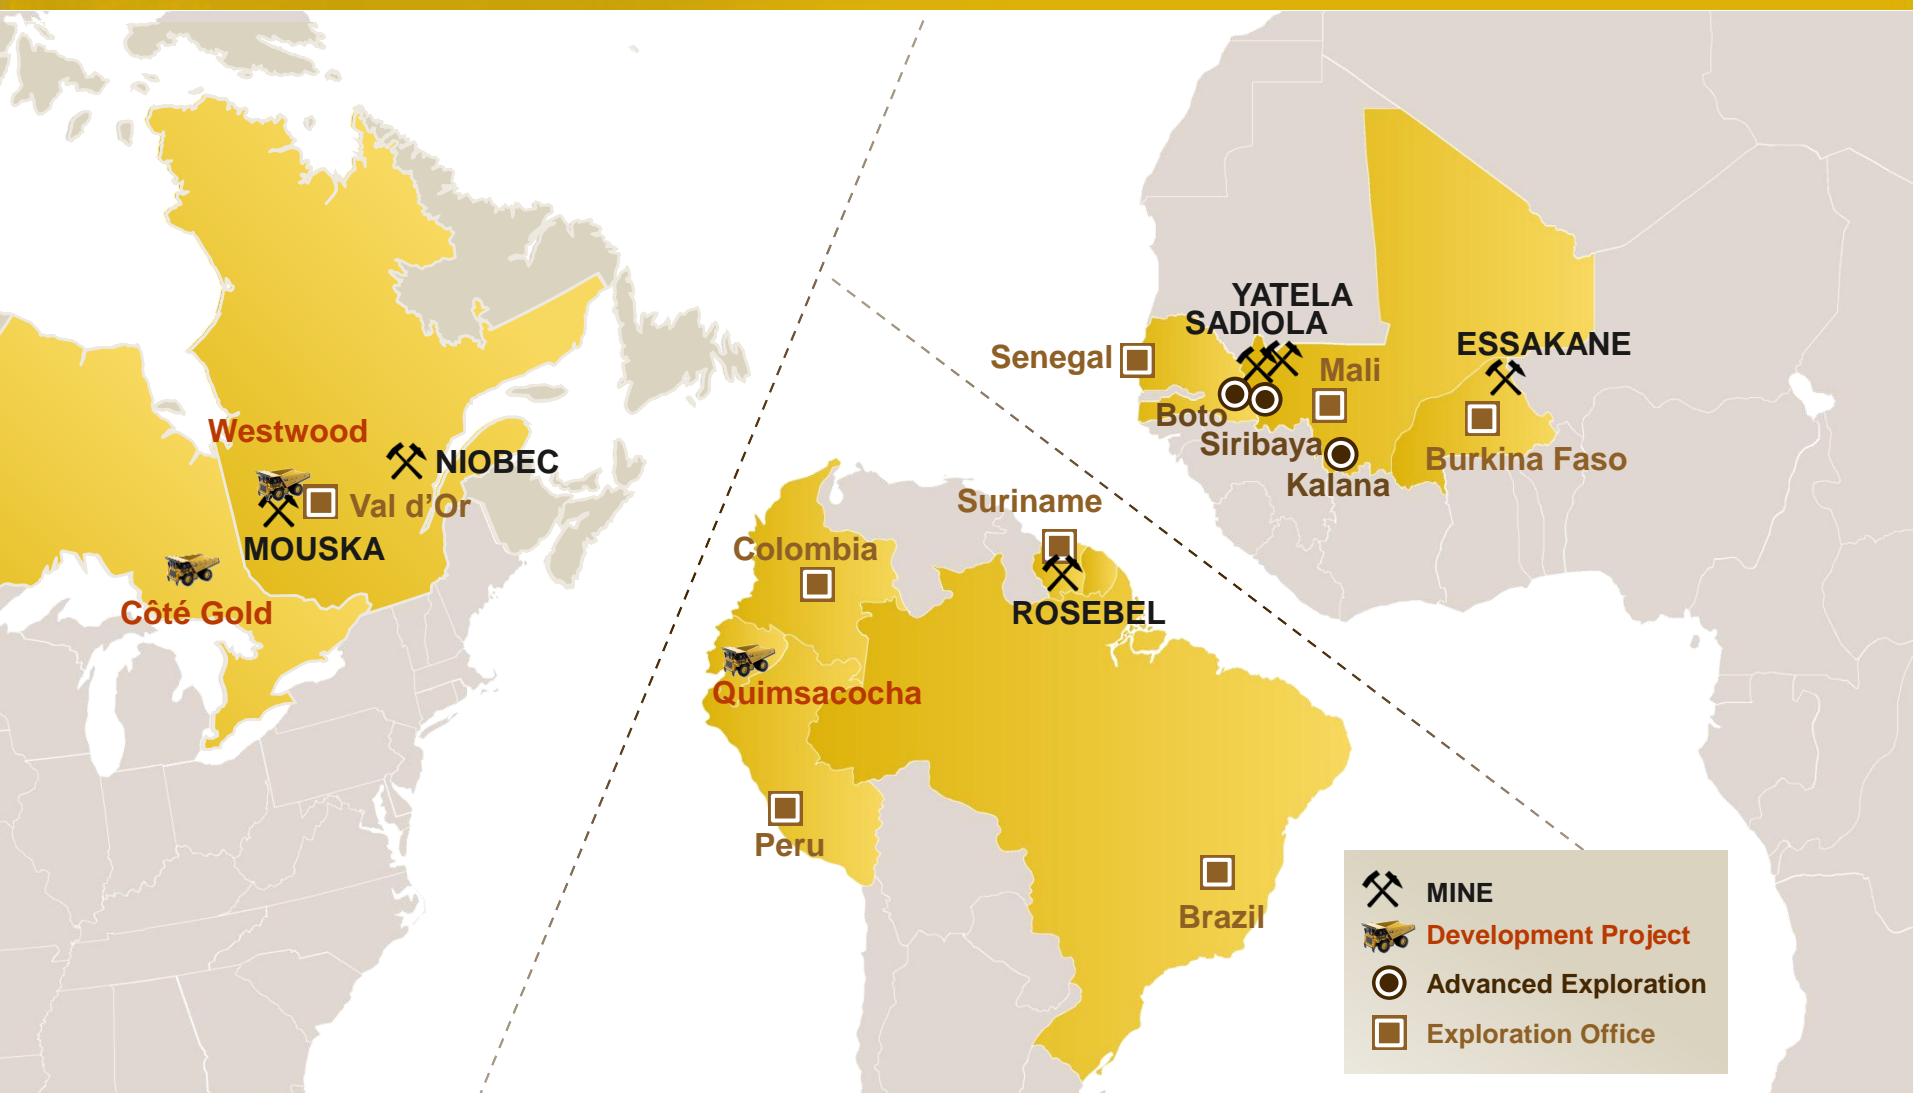 Westwood
NIOBEC
Val d’Or
MOUSKA
Côté Gold
Suriname
Colombia
ROSEBEL
Quimsacocha
Peru
Brazil
YATELA
SADIOLA
Senegal
ESSAKANE
Mali
Boto
Siribaya
Burkina Faso
Kalana
MINE
Development Project
Advanced Exploration
Exploration Office